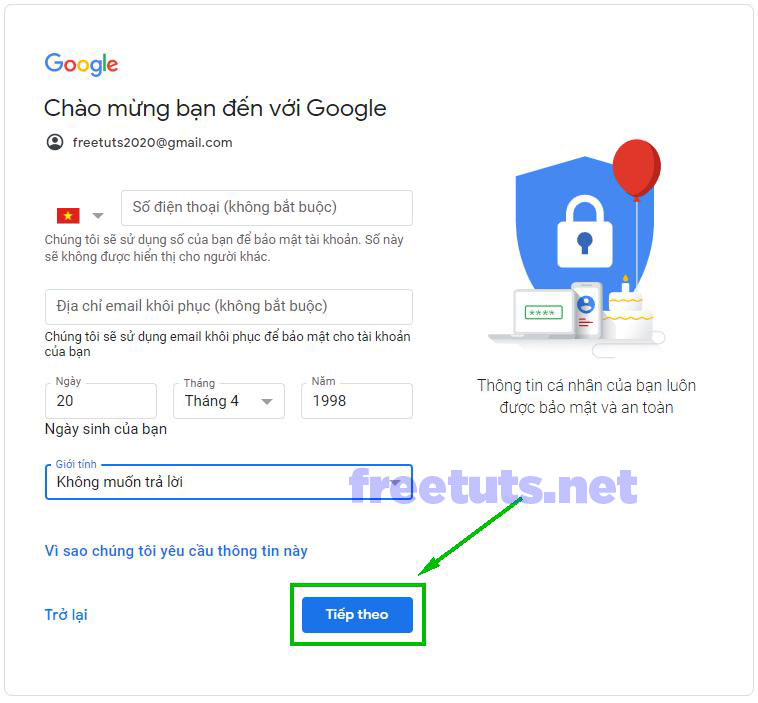 Google
Chào mừng bạn đến với Google
freetuts2020@gmail.com
Số điện thoại (không bắt buộc)
Chúng tôi sẽ sử dụng số của bạn để bảo mật tài khoản. Số này
sẽ không được hiển thị cho người khác.
Địa chỉ email khôi phục (không bắt buộc)
Chúng tôi sẽ sử dụng email khôi phục để bảo mật cho tài khoản
của bạn
Ngày Tháng Năm
20 Tháng 4 1998
Ngày sinh của bạn
Giới tính
Không muốn trả lời
Vì sao chúng tôi yêu cầu thông tin này
Trở lại Tiếp theo
****
Thông tin cá nhân của bạn luôn
được bảo mật và an toàn
freetuts.net